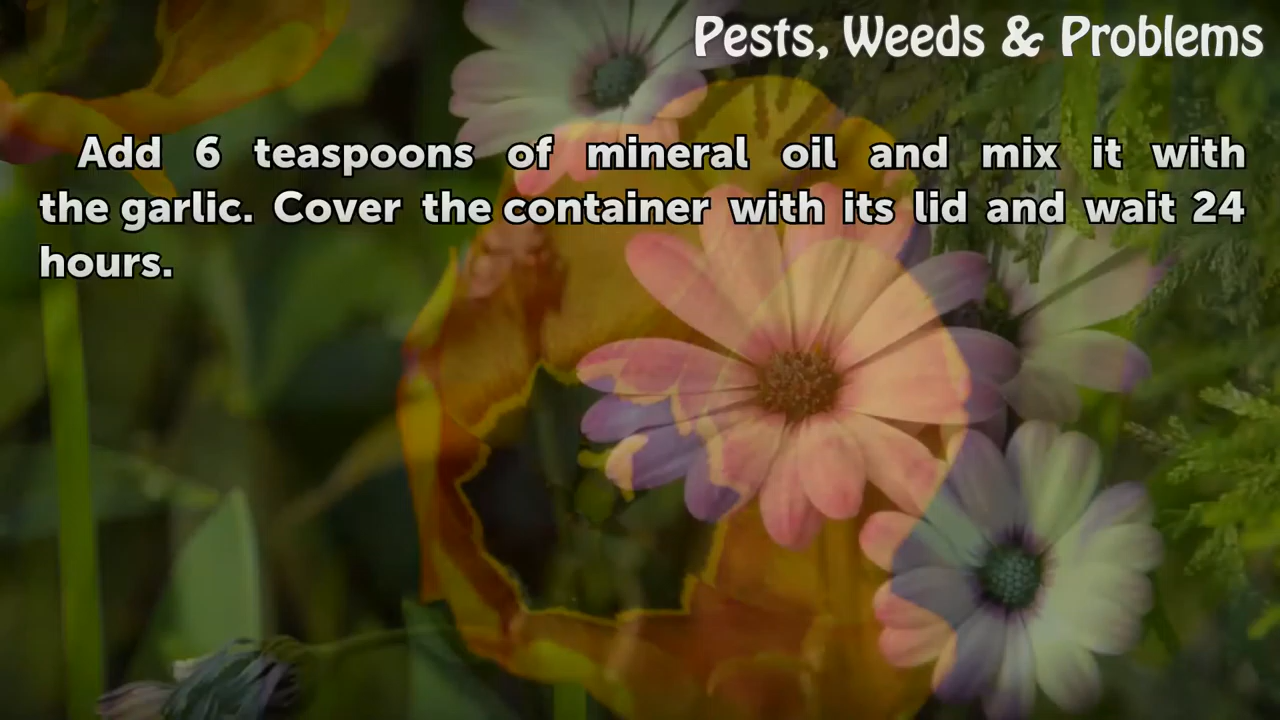 Pests, Weeds & Problems
Add 6 teaspoons of mineral oil and mix it with
the garlic. Cover the container with its lid and wait 24
hours.